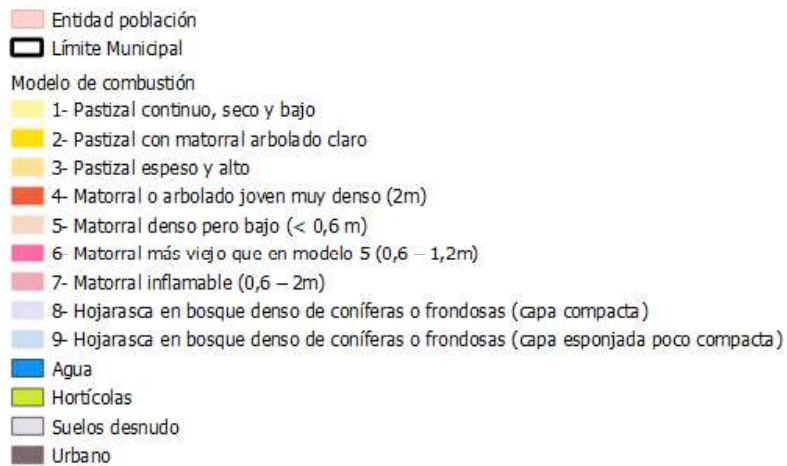 Entidad población
Límite Municipal
Modelo de combustión
1- Pastizal continuo, seco y bajo
2- Pastizal con matorral arbolado claro
3- Pastizal espeso y alto
4- Matorral o arbolado joven muy denso (2m)
5- Matorral denso pero bajo (< 0,6 m)
6- Matorral más viejo que en modelo 5 (0,6 – 1,2m)
7- Matorral inflamable (0,6 – 2m)
8- Hojarasca en bosque denso de coníferas o frondosas (capa compacta)
9- Hojarasca en bosque denso de coníferas o frondosas (capa esponjada poco compacta)
Agua
Hortícolas
Suelos desnudo
Urbano